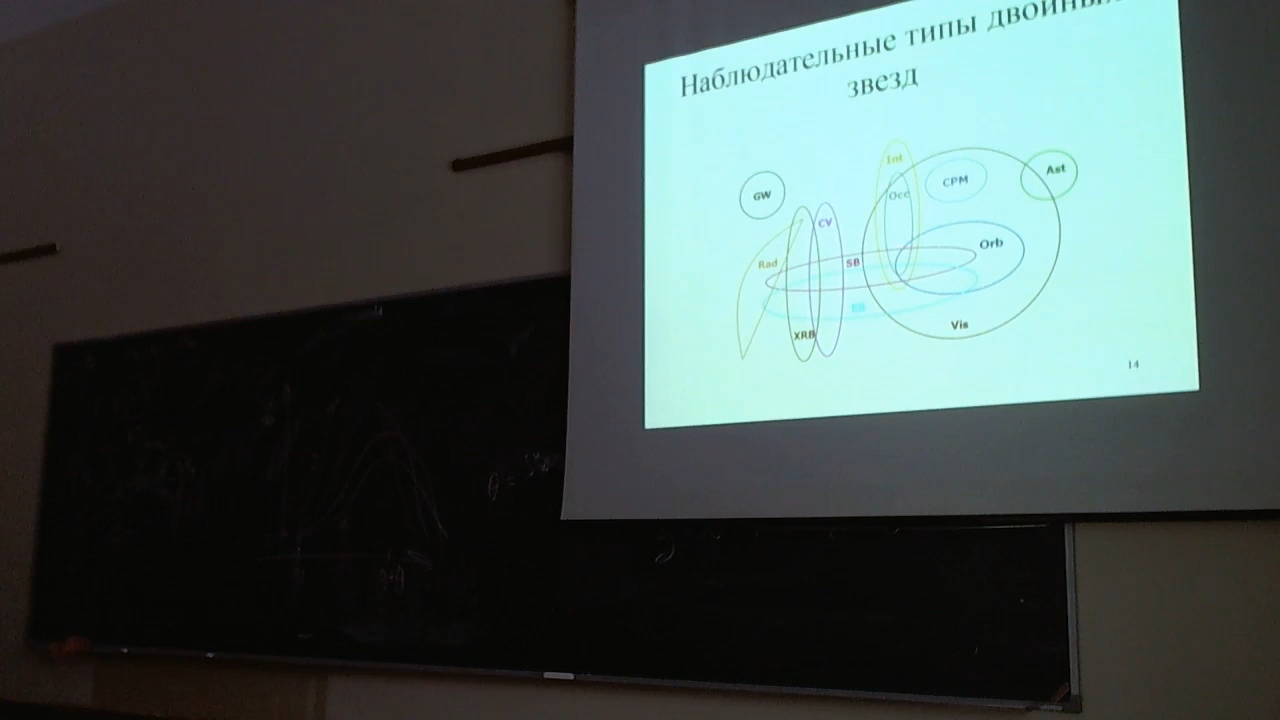 Наблюдательные типы двойных
звезд
Int
CPM
Ast
GW
Occ
CV
Orb
Rad
SB
EB
Vis
XRB
14
θ =